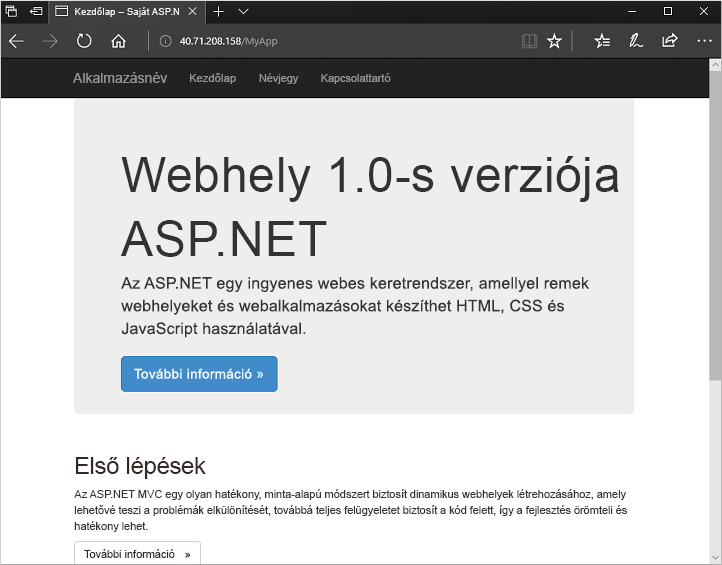 Kezdőlap – Saját ASP.N
40.71.208.158/MyApp
Alkalmazásnév Kezdőlap Névjegy Kapcsolattartó
Webhely 1.0-s verziója
ASP.NET
Az ASP.NET egy ingyenes webes keretrendszer, amellyel remek
webhelyeket és webalkalmazásokat készíthet HTML, CSS és
JavaScript használatával.
További információ »
Első lépések
Az ASP.NET MVC egy olyan hatékony, minta-alapú módszert biztosít dinamikus webhelyek létrehozásához, amely
lehetővé teszi a problémák elkülönítését, továbbá teljes felügyeletet biztosít a kód felett, így a fejlesztés örömteli és
hatékony lehet.
További információ »